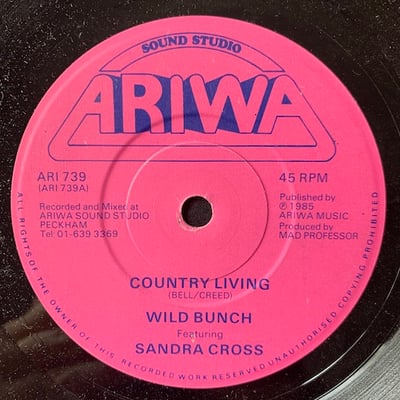 SOUND STUDIO
ARIWA
ARI 739
(ARI 739A)
45 RPM
Recorded and Mixed at
ARIWA SOUND STUDIO
PECKHAM
Tel 01-639 3369
Published by
℗ 1985
ARIWA MUSIC
Produced by
MAD PROFESSOR
COUNTRY LIVING
(BELL/CREED)
WILD BUNCH
Featuring
SANDRA CROSS
ALL RIGHTS OF THE OWNER OF THIS RECORDED WORK RESERVED UNAUTHORISED COPYING PROHIBITED